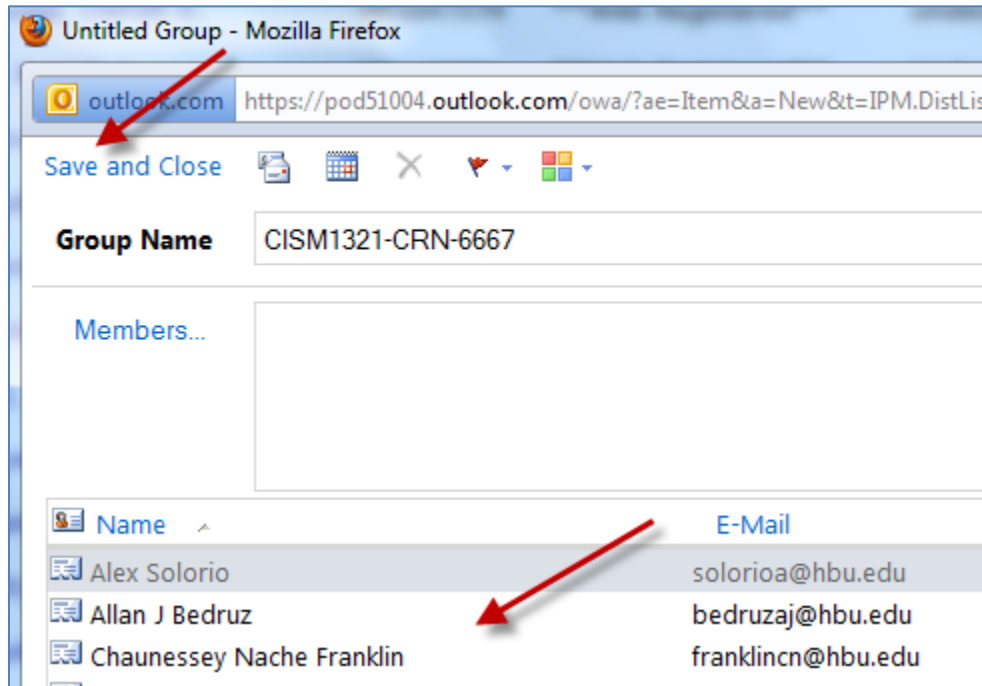 Untitled Group - Mozilla Firefox
outlook.com https://pod51004.outlook.com/owa/?ae=Item&a=New&t=IPM.DistLis
Save and Close
Group Name CISM1321-CRN-6667
Members...
Name E-Mail
Alex Solorio solorioa@hbu.edu
Allan J Bedruz bedruzaj@hbu.edu
Chaunessey Nache Franklin franklincn@hbu.edu